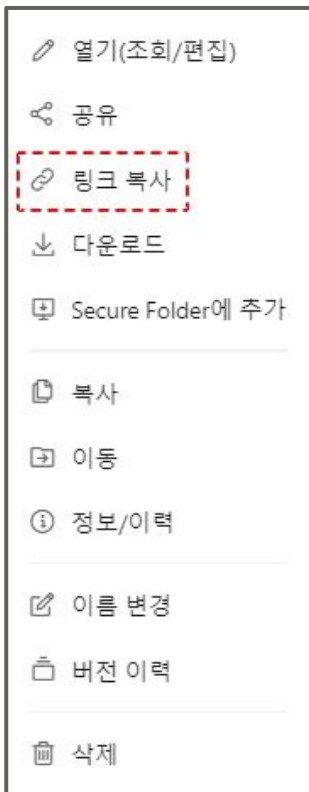 열기(조회/편집)
공유
링크 복사
다운로드
Secure Folder에 추가
복사
이동
정보/이력
이름 변경
버전 이력
삭제